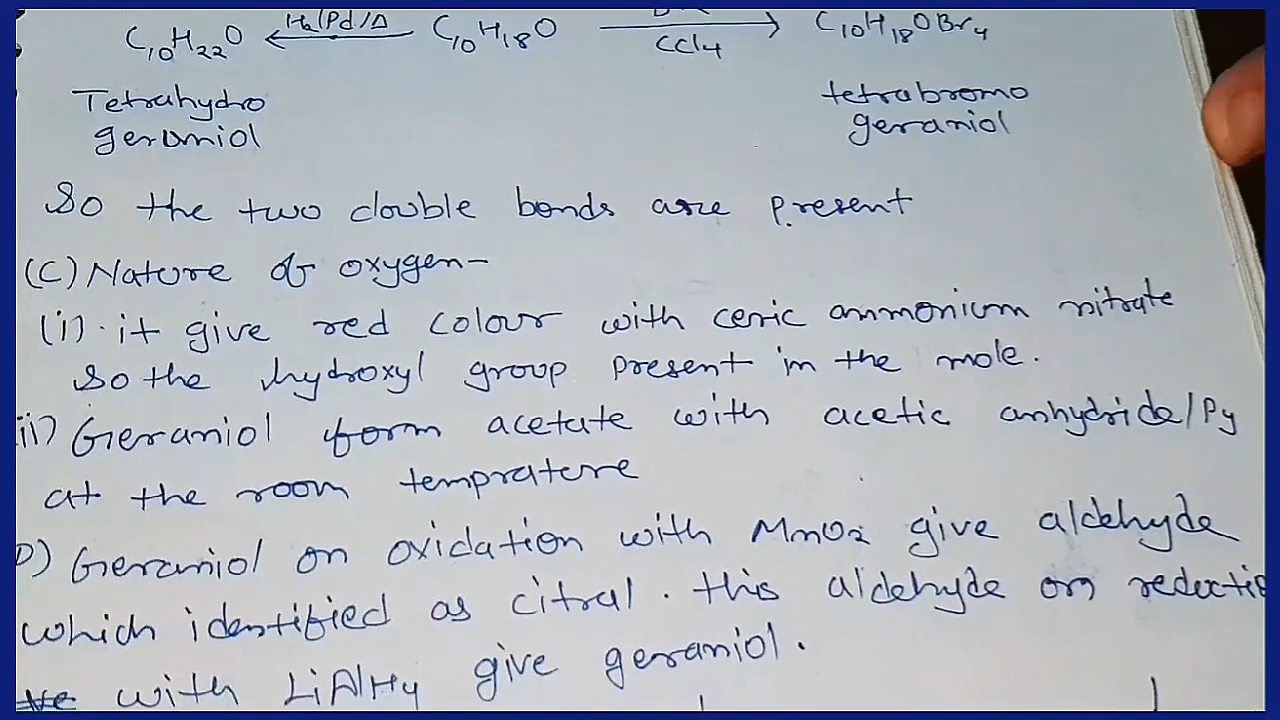 C10H22O ← H2/Pd/Δ C10H18O → CCl4 C10H18OBr4
Tetrahydro geraniol
tetrabromo geraniol
So the two double bonds are present
(C) Nature of oxygen-
(i). it give red colour with ceric ammonium nitrate
So the hydroxyl group present in the mole.
ii) Geraniol form acetate with acetic anhydride/Py
at the room temprature
D) Geraniol on oxidation with MnO2 give aldehyde
which identified as citral. this aldehyde on reductio
with LiAlH4 give geraniol.